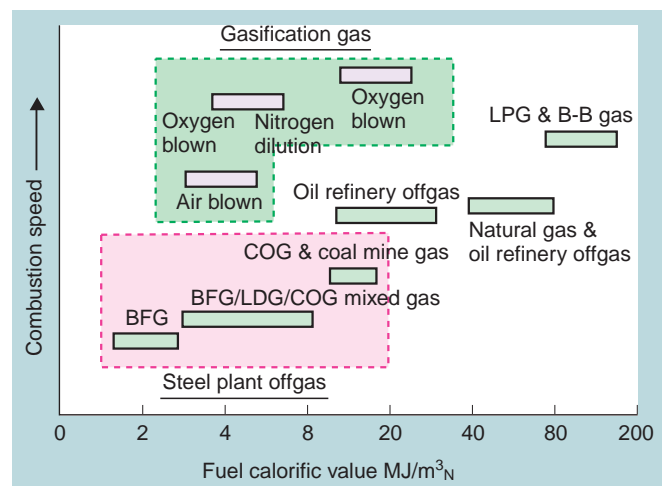 Gasification gas
Oxygen blown
Nitrogen dilution
Oxygen blown
LPG & B-B gas
Air blown
Oil refinery offgas
Natural gas &
oil refinery offgas
COG & coal mine gas
BFG/LDG/COG mixed gas
BFG
Steel plant offgas
Combustion speed
0 2 4 8 20 40 80 200
Fuel calorific value MJ/m³N